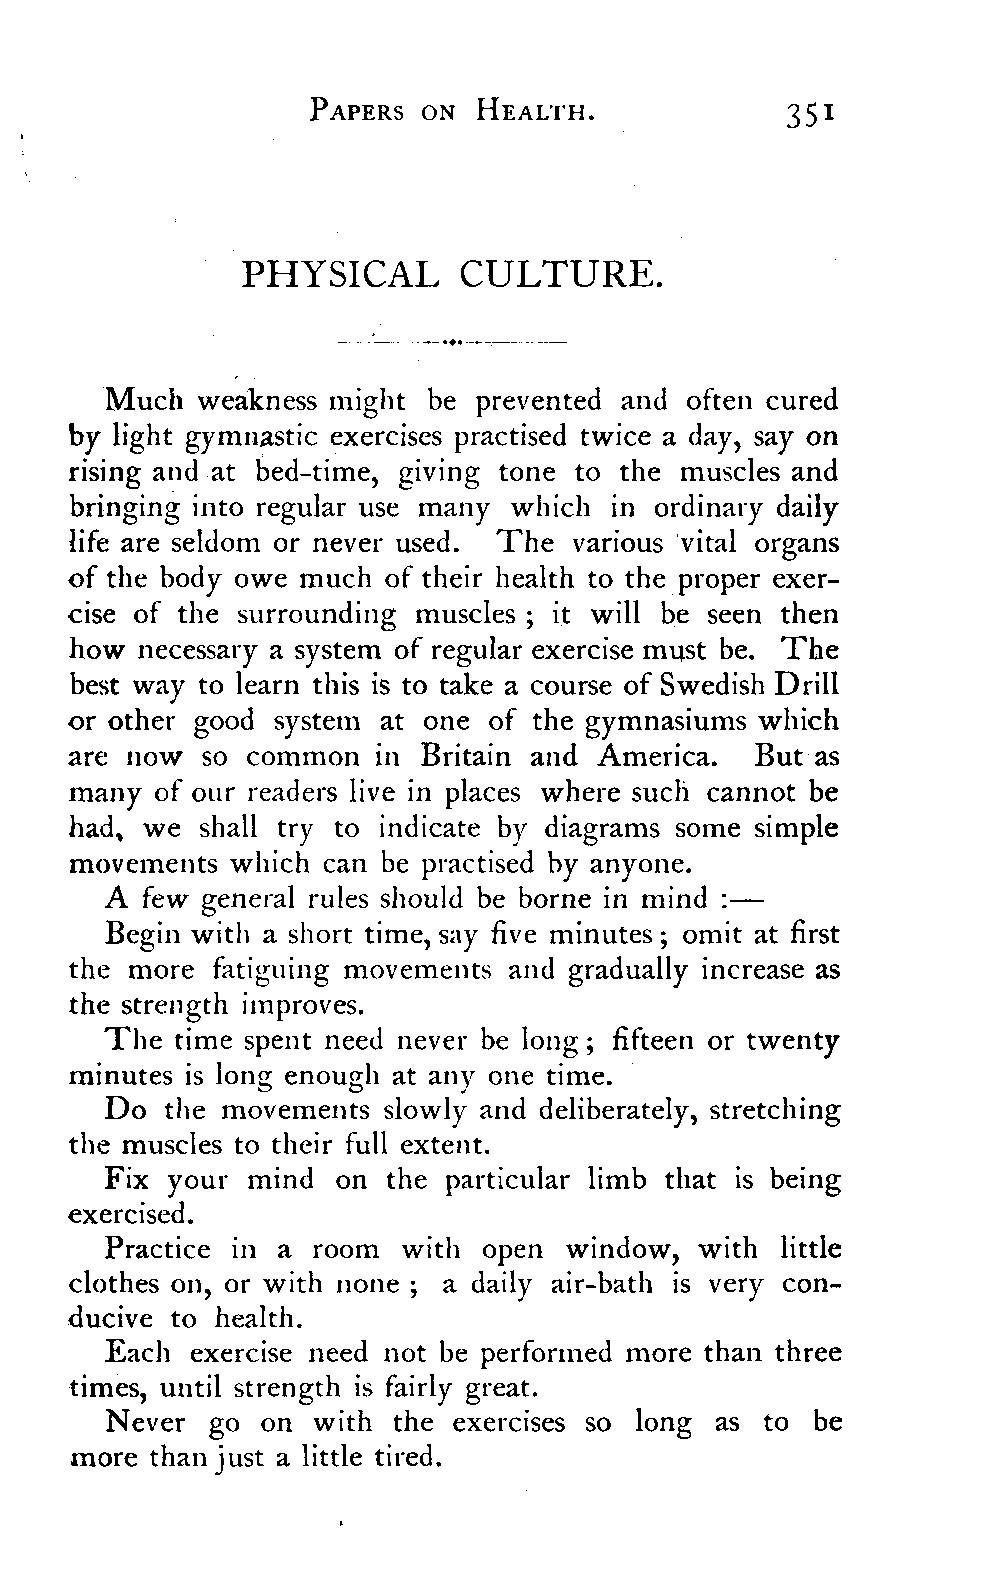 PAPERS ON HEALTH. 351
PHYSICAL CULTURE.
Much weakness might be prevented and often cured
by light gymnastic exercises practised twice a day, say on
rising and at bed-time, giving tone to the muscles and
bringing into regular use many which in ordinary daily
life are seldom or never used. The various vital organs
of the body owe much of their health to the proper exer-
cise of the surrounding muscles ; it will be seen then
how necessary a system of regular exercise must be. The
best way to learn this is to take a course of Swedish Drill
or other good system at one of the gymnasiums which
are now so common in Britain and America. But as
many of our readers live in places where such cannot be
had, we shall try to indicate by diagrams some simple
movements which can be practised by anyone.
A few general rules should be borne in mind :—
Begin with a short time, say five minutes ; omit at first
the more fatiguing movements and gradually increase as
the strength improves.
The time spent need never be long ; fifteen or twenty
minutes is long enough at any one time.
Do the movements slowly and deliberately, stretching
the muscles to their full extent.
Fix your mind on the particular limb that is being
exercised.
Practice in a room with open window, with little
clothes on, or with none ; a daily air-bath is very con-
ducive to health.
Each exercise need not be performed more than three
times, until strength is fairly great.
Never go on with the exercises so long as to be
more than just a little tired.